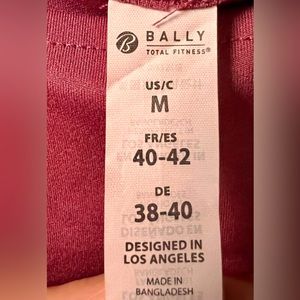 BALLY
TOTAL FITNESS®
US/C
M
FR/ES
40-42
DE
38-40
DESIGNED IN
LOS ANGELES
MADE IN
BANGLADESH